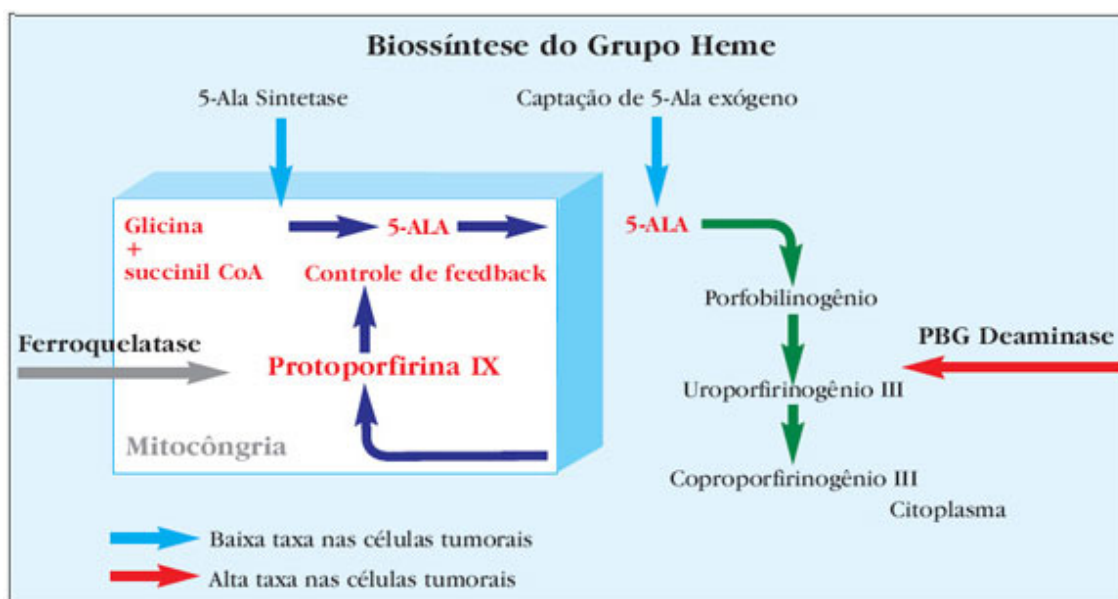 Biossíntese do Grupo Heme
5-Ala Sintetase
Captação de 5-Ala exógeno
Glicina
+
succinil CoA
5-ALA
5-ALA
Controle de feedback
Porfobilinogênio
Ferroquelatase
PBG Deaminase
Protoporfirina IX
Uroporfirinogênio III
Mitocôngria
Coproporfirinogênio III
Citoplasma
Baixa taxa nas células tumorais
Alta taxa nas células tumorais